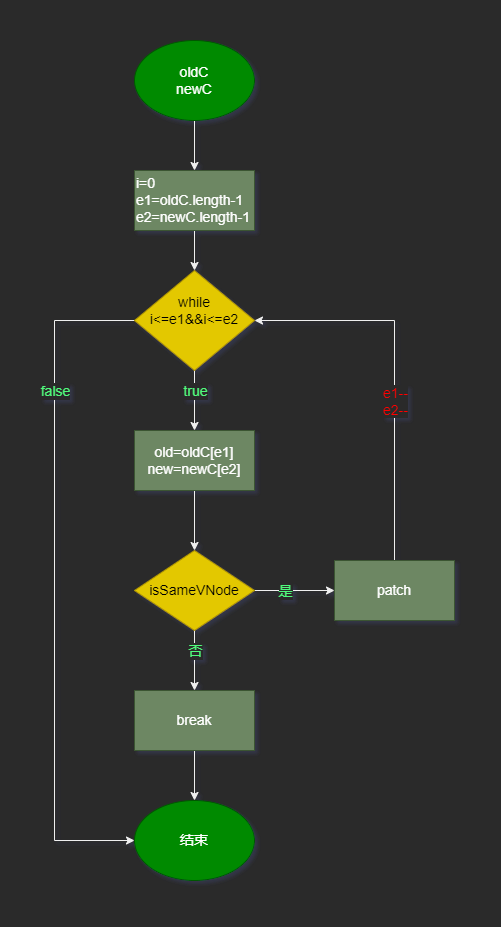 oldC
newC
i=0
e1=oldC.length-1
e2=newC.length-1
while
i<=e1&&i<=e2
false
true
e1--
e2--
old=oldC[e1]
new=newC[e2]
isSameVNode
是
patch
否
break
结束